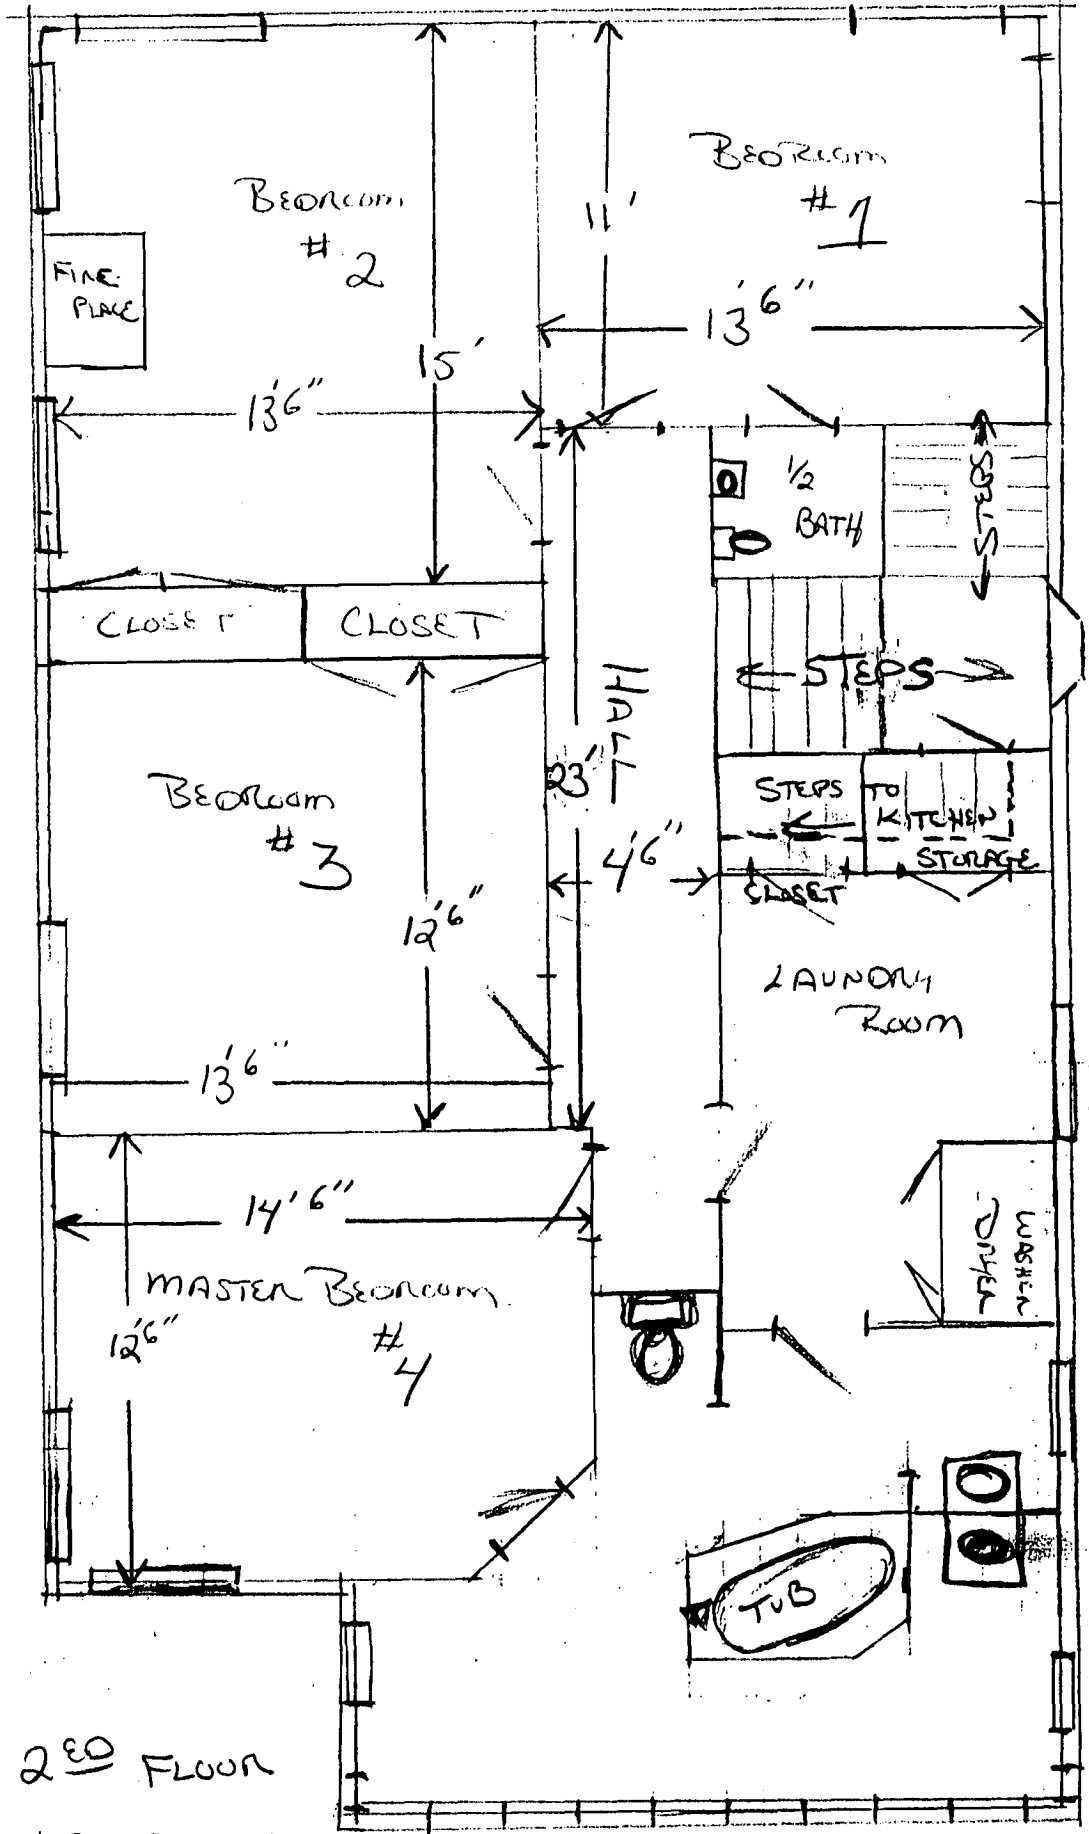 BEDROOM
# 1
BEDROOM
# 2
11'
FIRE
PLACE
13'6"
15'
13'6"
1/2
BATH
STEPS
CLOSET
CLOSET
HALL
STEPS
BEDROOM
# 3
23'
STEPS TO
KITCHEN
STORAGE
4'6"
CLOSET
12'6"
LAUNDRY
ROOM
13'6"
14'6"
WASHER
DRYER
MASTER BEDROOM
# 4
12'6"
TUB
2ED FLOOR